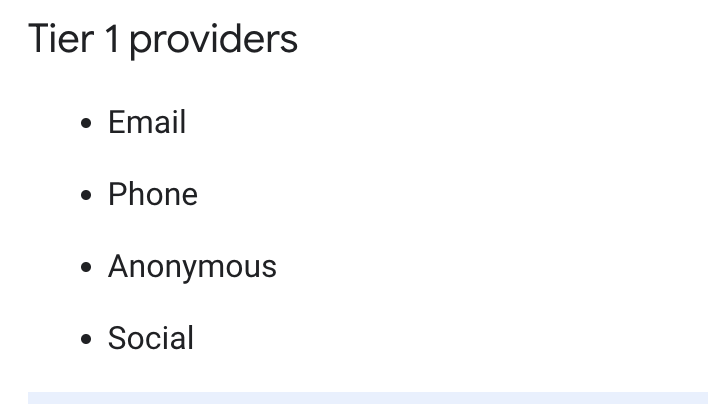 Tier 1 providers
• Email
• Phone
• Anonymous
• Social